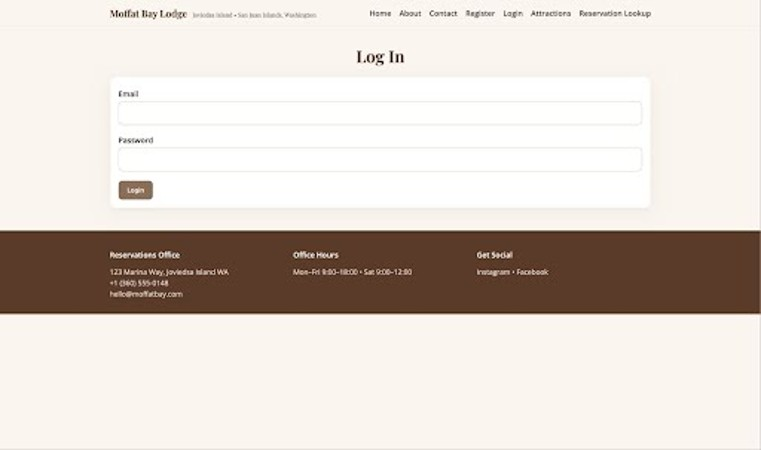 Moffat Bay Lodge Joviedsa Island • San Juan Islands, Washington
Home About Contact Register Login Attractions Reservation Lookup
Log In
Email
Password
Login
Reservations Office
123 Marina Way, Joviedsa Island WA
+1 (360) 555-0148
hello@moffatbay.com
Office Hours
Mon–Fri 9:00–18:00 • Sat 9:00–12:00
Get Social
Instagram • Facebook